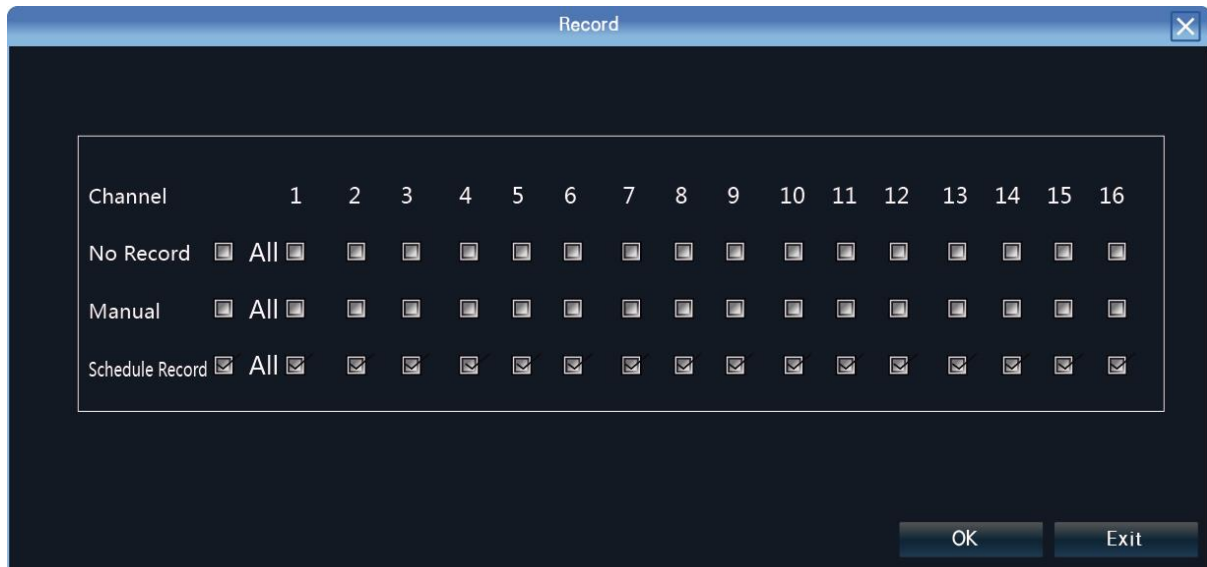 Record
Channel 1 2 3 4 5 6 7 8 9 10 11 12 13 14 15 16
No Record All
Manual All
Schedule Record All
OK Exit